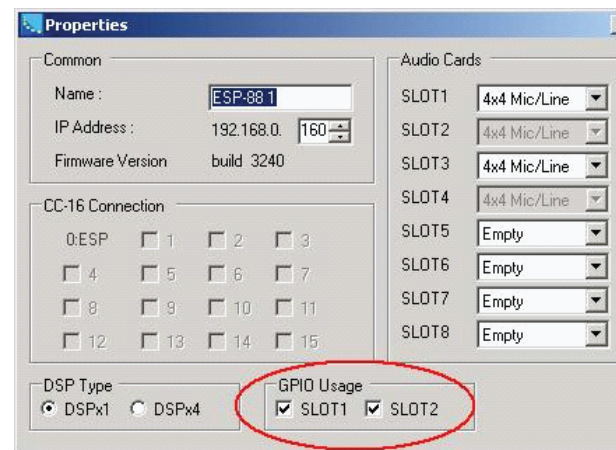 Properties
Common
Name :
ESP-88 1
IP Address :
192.168.0. 160
Firmware Version
build 3240
CC-16 Connection
0:ESP 1 2 3
4 5 6 7
8 9 10 11
12 13 14 15
DSP Type
DSPx1 DSPx4
GPIO Usage
SLOT1 SLOT2
Audio Cards
SLOT1 4x4 Mic/Line
SLOT2 4x4 Mic/Line
SLOT3 4x4 Mic/Line
SLOT4 4x4 Mic/Line
SLOT5 Empty
SLOT6 Empty
SLOT7 Empty
SLOT8 Empty